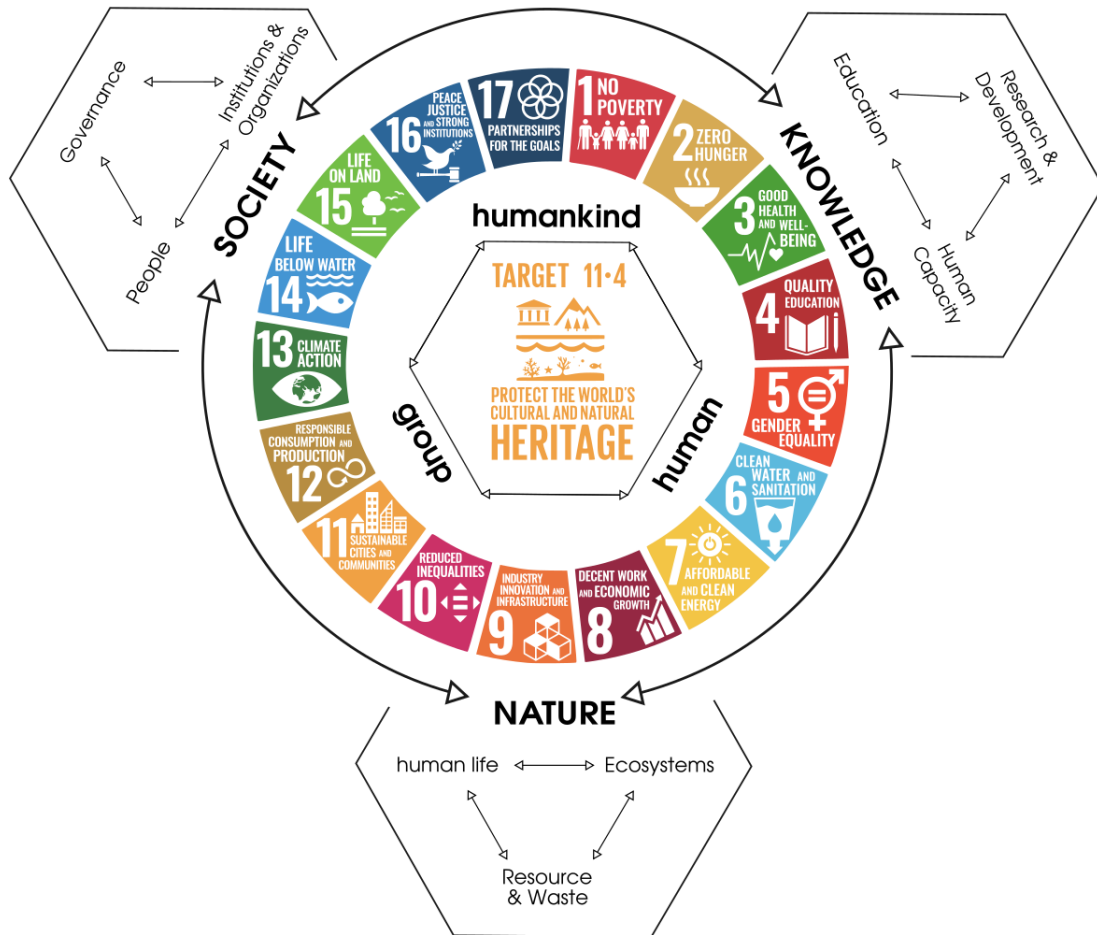 Governance
Institutions &
Organizations
People
SOCIETY
Education
Research &
Development
Human
Capacity
KNOWLEDGE
1 NO
POVERTY
2 ZERO
HUNGER
3 GOOD
HEALTH
AND WELL-
BEING
4 QUALITY
EDUCATION
5 GENDER
EQUALITY
6 CLEAN
WATER AND
SANITATION
7 AFFORDABLE
AND CLEAN
ENERGY
8 DECENT WORK
AND ECONOMIC
GROWTH
9 INDUSTRY
INNOVATION AND
INFRASTRUCTURE
10 REDUCED
INEQUALITIES
11 SUSTAINABLE
CITIES AND
COMMUNITIES
12 RESPONSIBLE
CONSUMPTION AND
PRODUCTION
13 CLIMATE
ACTION
14 LIFE
BELOW WATER
15 LIFE
ON LAND
16 PEACE
JUSTICE
AND STRONG
INSTITUTIONS
17 PARTNERSHIPS
FOR THE GOALS
humankind
group
human
TARGET 11·4
PROTECT THE WORLD'S
CULTURAL AND NATURAL
HERITAGE
NATURE
human life
Ecosystems
Resource
& Waste